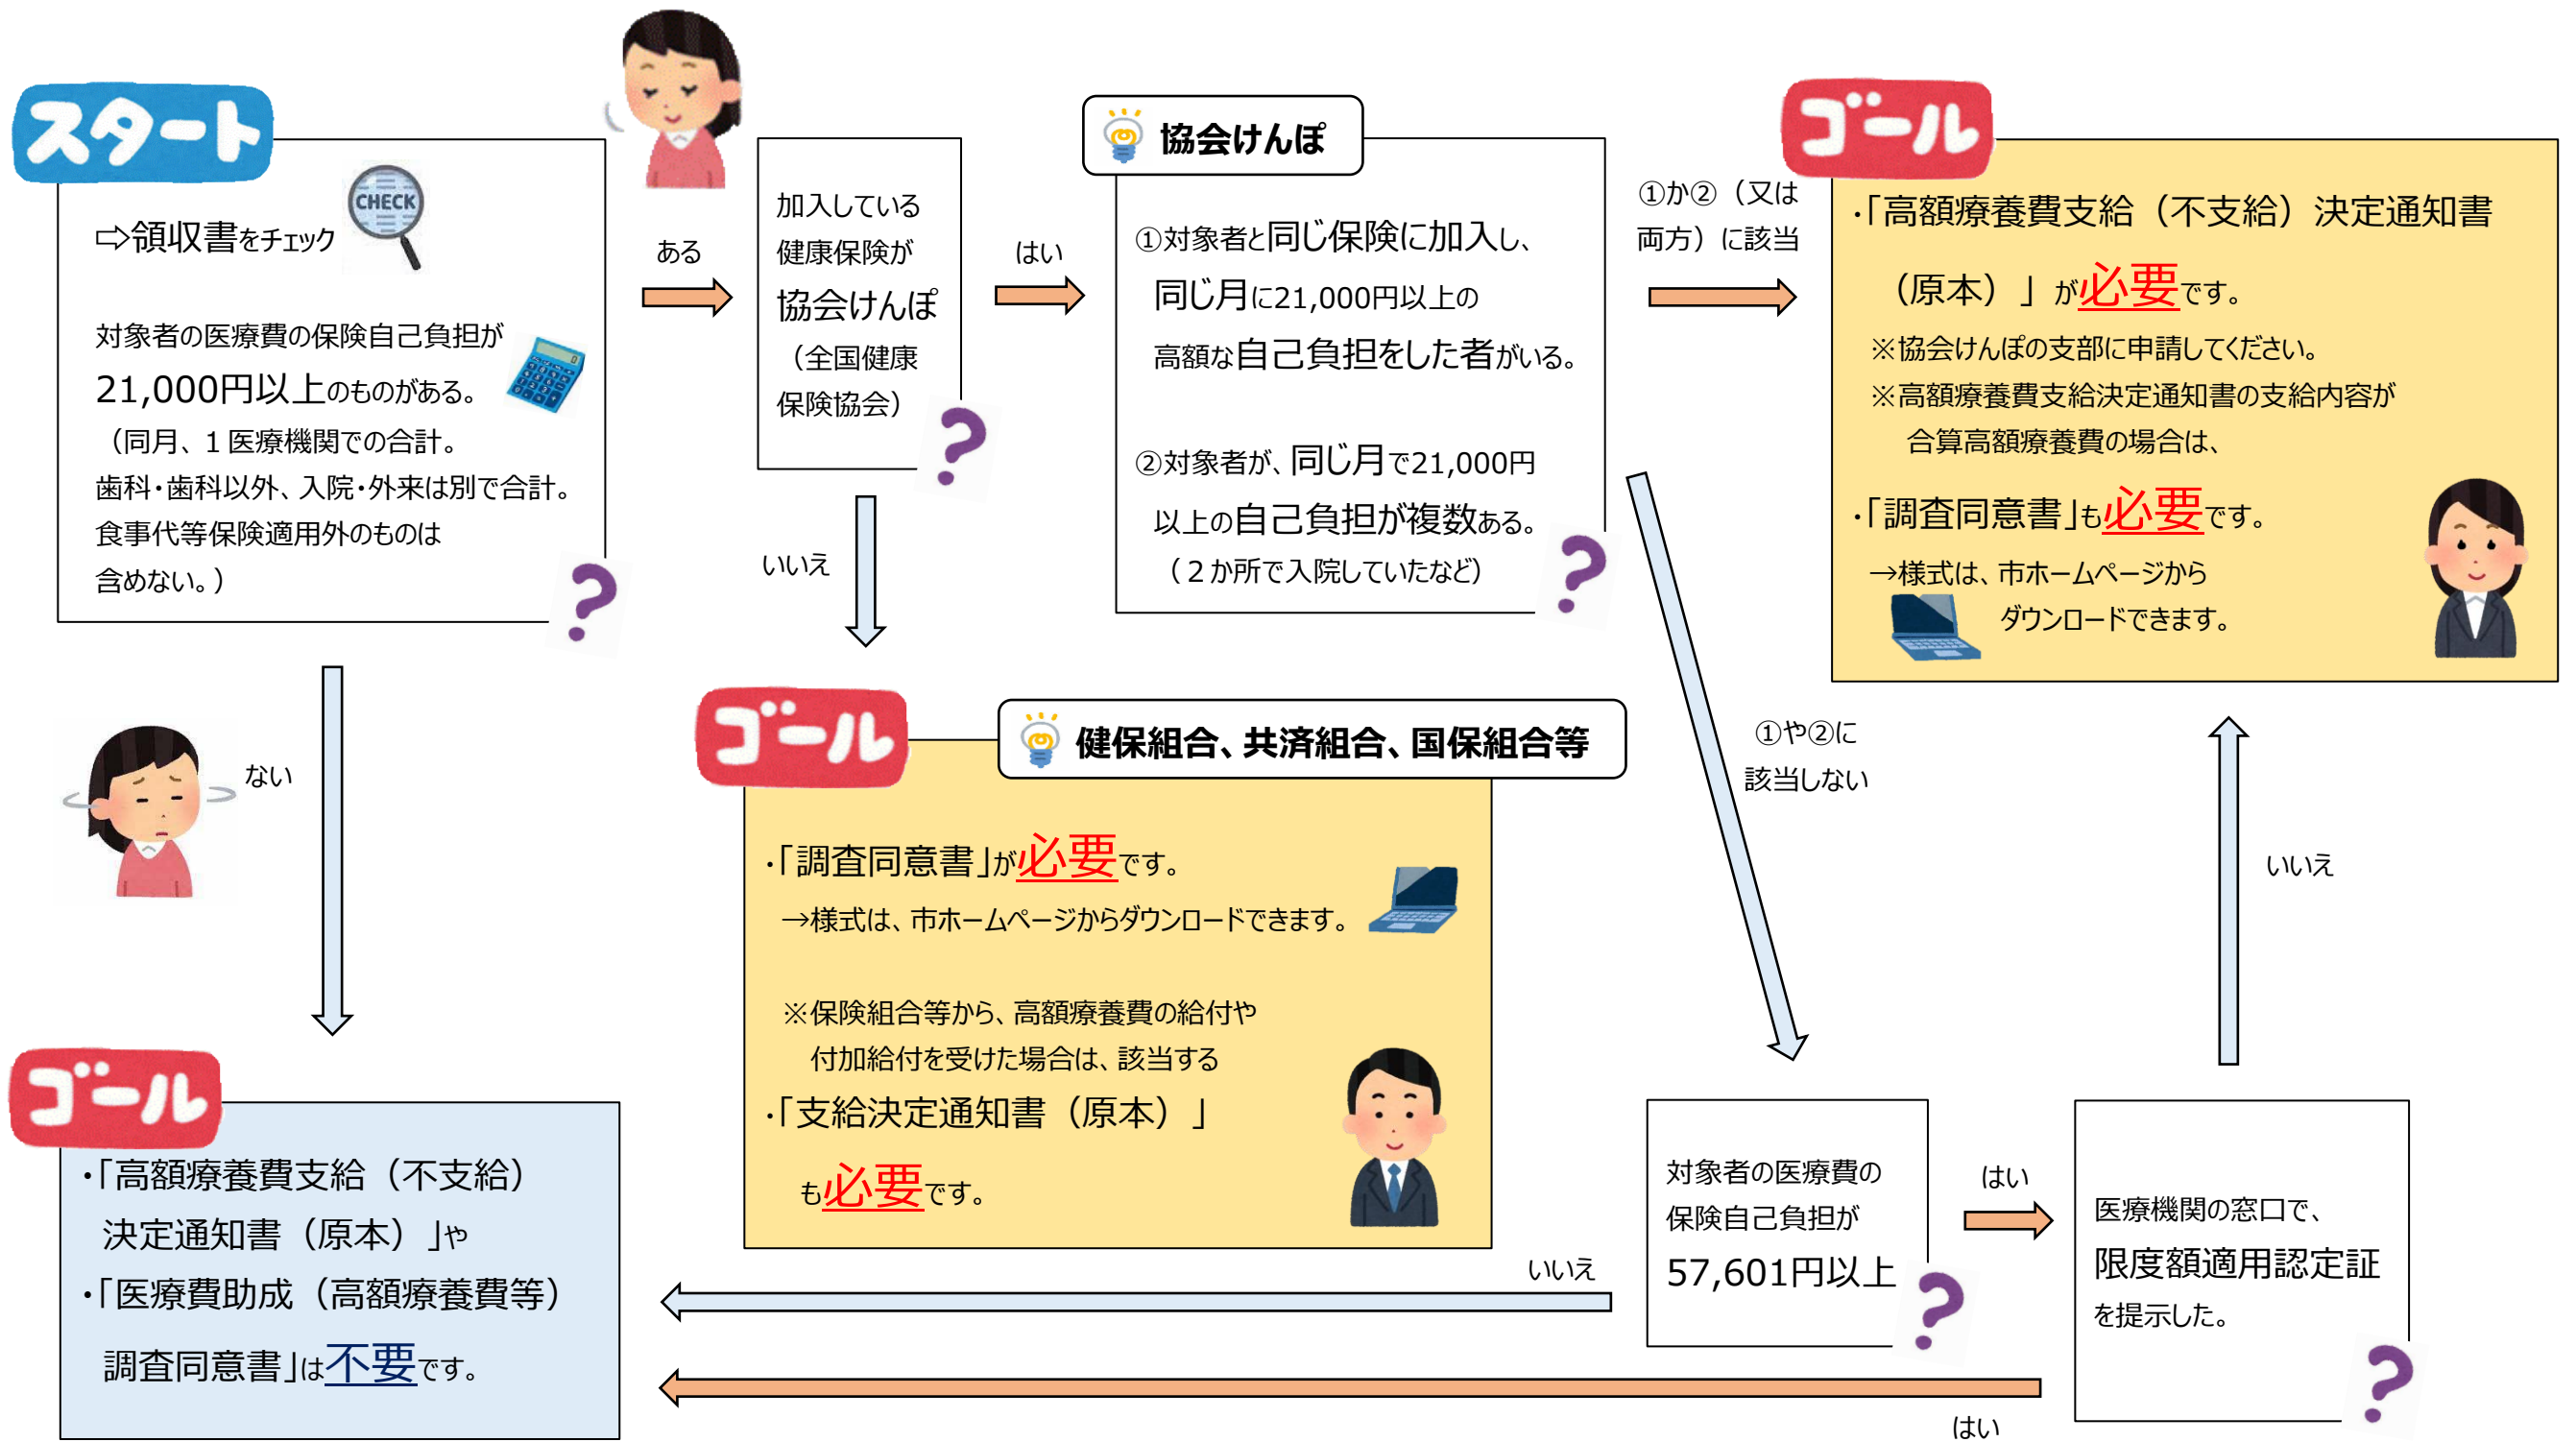 スタート
⇨領収書をチェック
CHECK
対象者の医療費の保険自己負担が
21,000円以上のものがある。
（同月、1医療機関での合計。
歯科・歯科以外、入院・外来は別で合計。
食事代等保険適用外のものは
含めない。）
ある
ない
加入している
健康保険が
協会けんぽ
（全国健康
保険協会）
はい
いいえ
協会けんぽ
①対象者と同じ保険に加入し、
同じ月に21,000円以上の
高額な自己負担をした者がいる。
②対象者が、同じ月で21,000円
以上の自己負担が複数ある。
（２か所で入院していたなど）
①か②（又は
両方）に該当
①や②に
該当しない
ゴール
・「高額療養費支給（不支給）決定通知書
（原本）」が必要です。
※協会けんぽの支部に申請してください。
※高額療養費支給決定通知書の支給内容が
合算高額療養費の場合は、
・「調査同意書」も必要です。
→様式は、市ホームページから
ダウンロードできます。
ゴール
健保組合、共済組合、国保組合等
・「調査同意書」が必要です。
→様式は、市ホームページからダウンロードできます。
※保険組合等から、高額療養費の給付や
付加給付を受けた場合は、該当する
・「支給決定通知書（原本）」
も必要です。
対象者の医療費の
保険自己負担が
57,601円以上
はい
いいえ
医療機関の窓口で、
限度額適用認定証
を提示した。
いいえ
はい
ゴール
・「高額療養費支給（不支給）
決定通知書（原本）」や
・「医療費助成（高額療養費等）
調査同意書」は不要です。